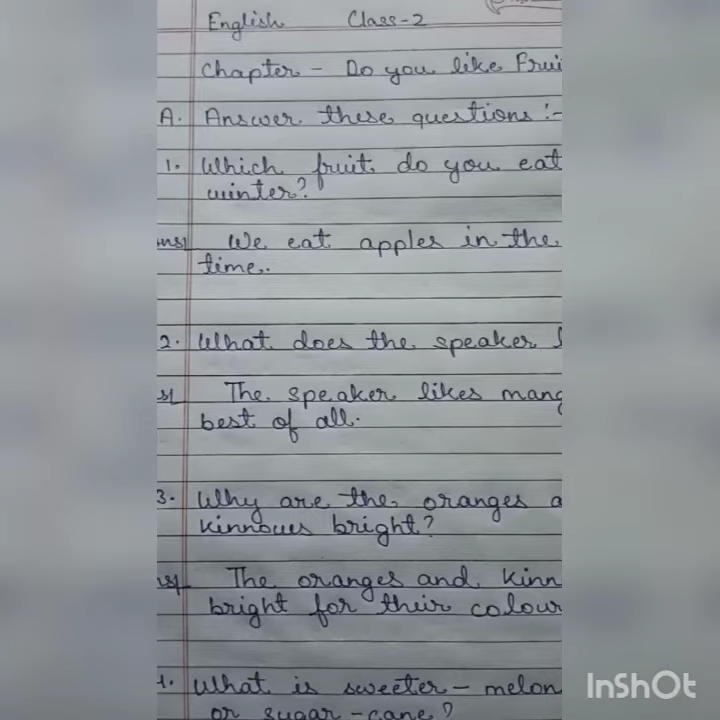 English Class-2
Chapter - Do you like Frui
A. Answer these questions :-
1. Which fruit do you eat
winter?
ns) We eat apples in the
time.
2. What does the speaker
s) The speaker likes mang
best of all.
3. Why are the oranges a
kinnoues bright?
ns) The oranges and kinn
bright for their colour
4. What is sweeter - melon
or sugar-cane?
InShOt